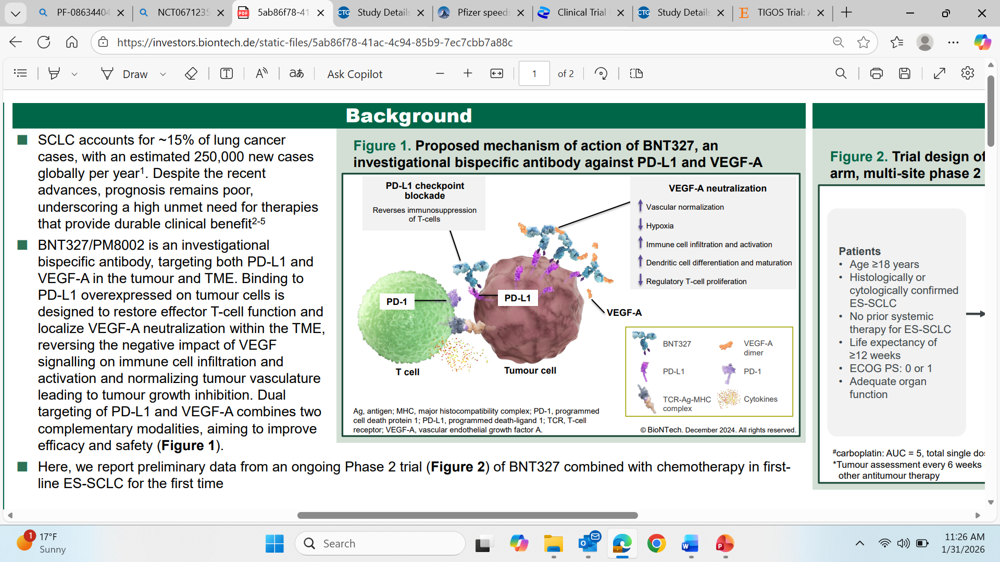 PF-08634404
NCT0671235
5ab86f78-41
Study Details
Pfizer speeds
Clinical Trial
Study Details
TIGOS Trial:
https://investors.biontech.de/static-files/5ab86f78-41ac-4c94-85b9-7ec7cbb7a88c
Draw
Ask Copilot
1
of 2
Background
SCLC accounts for ~15% of lung cancer
cases, with an estimated 250,000 new cases
globally per year1. Despite the recent
advances, prognosis remains poor,
underscoring a high unmet need for therapies
that provide durable clinical benefit2-5
BNT327/PM8002 is an investigational
bispecific antibody, targeting both PD-L1 and
VEGF-A in the tumour and TME. Binding to
PD-L1 overexpressed on tumour cells is
designed to restore effector T-cell function and
localize VEGF-A neutralization within the TME,
reversing the negative impact of VEGF
signalling on immune cell infiltration and
activation and normalizing tumour vasculature
leading to tumour growth inhibition. Dual
targeting of PD-L1 and VEGF-A combines two
complementary modalities, aiming to improve
efficacy and safety (Figure 1).
Here, we report preliminary data from an ongoing Phase 2 trial (Figure 2) of BNT327 combined with chemotherapy in first-
line ES-SCLC for the first time
Figure 1. Proposed mechanism of action of BNT327, an
investigational bispecific antibody against PD-L1 and VEGF-A
PD-L1 checkpoint
blockade
Reverses immunosuppression
of T-cells
VEGF-A neutralization
Vascular normalization
Hypoxia
Immune cell infiltration and activation
Dendritic cell differentiation and maturation
Regulatory T-cell proliferation
PD-1
PD-L1
VEGF-A
T cell
Tumour cell
BNT327
VEGF-A
dimer
PD-L1
PD-1
TCR-Ag-MHC
complex
Cytokines
Ag, antigen; MHC, major histocompatibility complex; PD-1, programmed
cell death protein 1; PD-L1, programmed death-ligand 1; TCR, T-cell
receptor; VEGF-A, vascular endothelial growth factor A.
© BioNTech. December 2024. All rights reserved.
Figure 2. Trial design of
arm, multi-site phase 2
Patients
• Age ≥18 years
• Histologically or
cytologically confirmed
ES-SCLC
• No prior systemic
therapy for ES-SCLC
• Life expectancy of
≥12 weeks
• ECOG PS: 0 or 1
• Adequate organ
function
#carboplatin: AUC = 5, total single do
*Tumour assessment every 6 weeks
other antitumour therapy
1
17°F
Sunny
Search
11:26 AM
1/31/2026